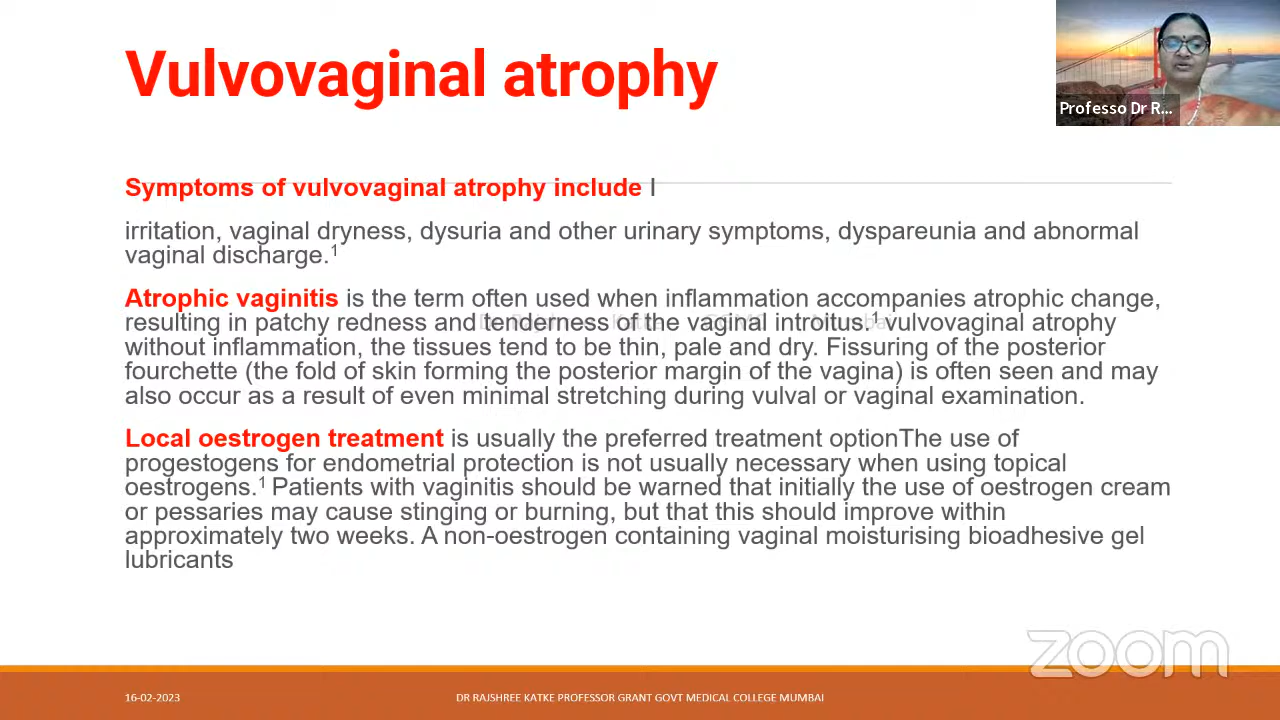 Vulvovaginal atrophy
Professo Dr R...
Symptoms of vulvovaginal atrophy include I
irritation, vaginal dryness, dysuria and other urinary symptoms, dyspareunia and abnormal
vaginal discharge.1
Atrophic vaginitis is the term often used when inflammation accompanies atrophic change,
resulting in patchy redness and tenderness of the vaginal introitus.1 vulvovaginal atrophy
without inflammation, the tissues tend to be thin, pale and dry. Fissuring of the posterior
fourchette (the fold of skin forming the posterior margin of the vagina) is often seen and may
also occur as a result of even minimal stretching during vulval or vaginal examination.
Local oestrogen treatment is usually the preferred treatment optionThe use of
progestogens for endometrial protection is not usually necessary when using topical
oestrogens.1 Patients with vaginitis should be warned that initially the use of oestrogen cream
or pessaries may cause stinging or burning, but that this should improve within
approximately two weeks. A non-oestrogen containing vaginal moisturising bioadhesive gel
lubricants
zoom
16-02-2023
DR RAJSHREE KATKE PROFESSOR GRANT GOVT MEDICAL COLLEGE MUMBAI